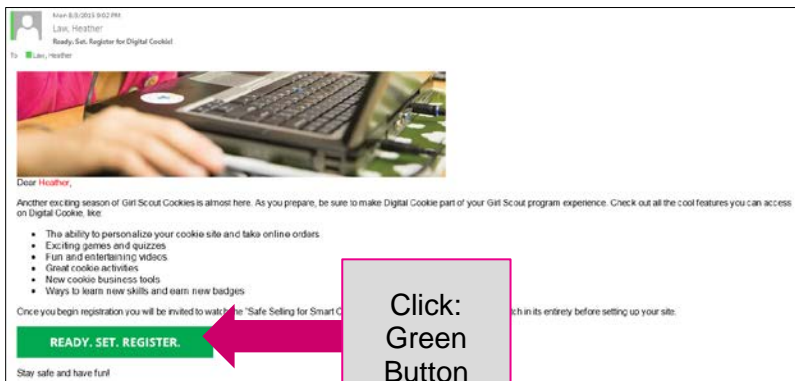 Mon 8/3/2015 9:02 PM
Law, Heather
Ready. Set. Register for Digital Cookie!
To Law, Heather
Dear Heather,
Another exciting season of Girl Scout Cookies is almost here. As you prepare, be sure to make Digital Cookie part of your Girl Scout program experience. Check out all the cool features you can access
on Digital Cookie, like:
• The ability to personalize your cookie site and take online orders
• Exciting games and quizzes
• Fun and entertaining videos
• Great cookie activities
• New cookie business tools
• Ways to learn new skills and earn new badges
Once you begin registration you will be invited to watch the "Safe Selling for Smart in its entirety before setting up your site.
READY. SET. REGISTER.
Click:
Green
Button
Stay safe and have fun!